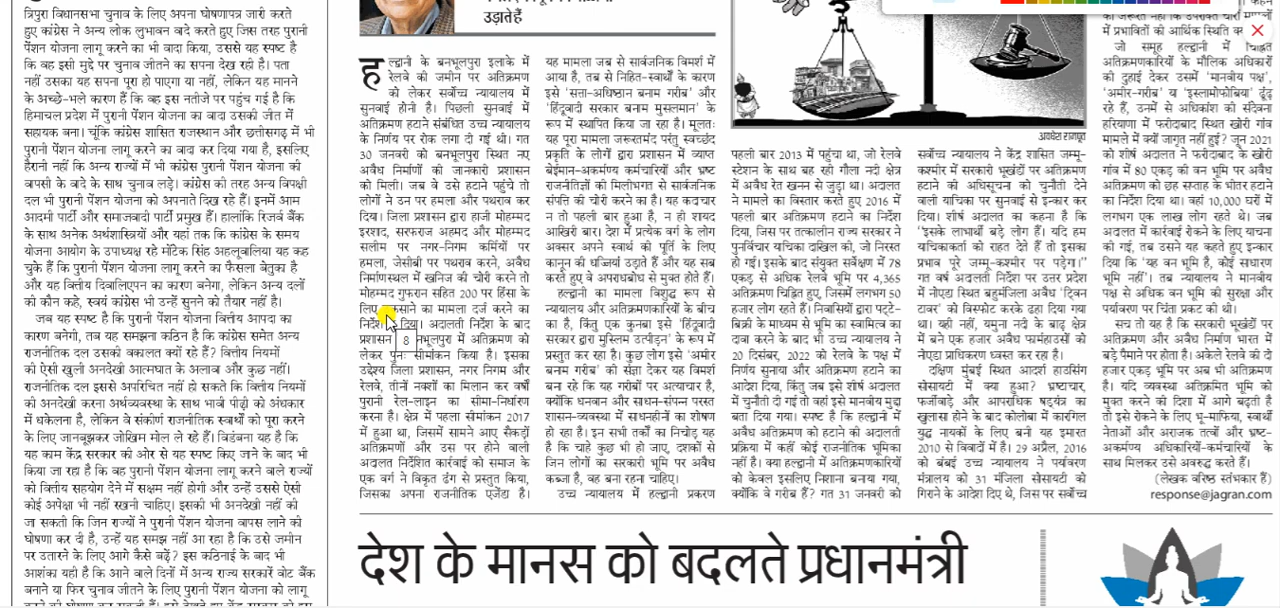 त्रिपुरा विधानसभा चुनाव के लिए अपना घोषणापत्र जारी करते
हुए कांग्रेस ने अन्य लोक लुभावन वादे करते हुए जिस तरह पुरानी
पेंशन योजना लागू करने का भी वादा किया, उससे यह स्पष्ट है
कि वह इसी मुद्दे पर चुनाव जीतने का सपना देख रही है। पता
नहीं उसका यह सपना पूरा हो पाएगा या नहीं, लेकिन यह मानने
के अच्छे-भले कारण हैं कि वह इस नतीजे पर पहुंच गई है कि
हिमाचल प्रदेश में पुरानी पेंशन योजना का वादा उसकी जीत में
सहायक बना। चूंकि कांग्रेस शासित राजस्थान और छत्तीसगढ़ में भी
पुरानी पेंशन योजना लागू करने का वादा कर दिया गया है, इसलिए
हैरानी नहीं कि अन्य राज्यों में भी कांग्रेस पुरानी पेंशन योजना की
वापसी के वादे के साथ चुनाव लड़े। कांग्रेस की तरह अन्य विपक्षी
दल भी पुरानी पेंशन योजना को अपनाते दिख रहे हैं। इनमें आम
आदमी पार्टी और समाजवादी पार्टी प्रमुख हैं। हालांकि रिजर्व बैंक
के साथ अनेक अर्थशास्त्रियों और यहां तक कि कांग्रेस के समय
योजना आयोग के उपाध्यक्ष रहे मोंटेक सिंह अहलूवालिया यह कह
चुके हैं कि पुरानी पेंशन योजना लागू करने का फैसला बेतुका है
और यह वित्तीय दिवालिएपन का कारण बनेगा, लेकिन अन्य दलों
की कौन कहे, स्वयं कांग्रेस भी उन्हें सुनने को तैयार नहीं है।
जब यह स्पष्ट है कि पुरानी पेंशन योजना वित्तीय आपदा का
कारण बनेगी, तब यह समझना कठिन है कि कांग्रेस समेत अन्य
राजनीतिक दल उसकी वकालत क्यों रहे हैं? वित्तीय नियमों
की ऐसी खुली अनदेखी आत्मघात के अलावा और कुछ नहीं।
राजनीतिक दल इससे अपरिचित नहीं हो सकते कि वित्तीय नियमों
की अनदेखी करना अर्थव्यवस्था के साथ भावी पीढ़ी को अंधकार
में धकेलना है, लेकिन वे संकीर्ण राजनीतिक स्वार्थों को पूरा करने
के लिए जानबूझकर जोखिम मोल ले रहे हैं। विडंबना यह है कि
यह काम केंद्र सरकार की ओर से यह स्पष्ट किए जाने के बाद भी
किया जा रहा है कि वह पुरानी पेंशन योजना लागू करने वाले राज्यों
को वित्तीय सहयोग देने में सक्षम नहीं होगी और उन्हें उससे ऐसी
कोई अपेक्षा भी नहीं रखनी चाहिए। इसकी भी अनदेखी नहीं की
जा सकती कि जिन राज्यों ने पुरानी पेंशन योजना वापस लाने की
घोषणा कर दी है, उन्हें यह समझ नहीं आ रहा है कि उसे जमीन
पर उतारने के लिए आगे कैसे बढ़ें? इस कठिनाई के बाद भी
आशंका यही है कि आने वाले दिनों में अन्य राज्य सरकारें वोट बैंक
बनाने या फिर चुनाव जीतने के लिए पुरानी पेंशन योजना को लागू
उड़ाते हैं
हल्द्वानी के बनभूलपुरा इलाके में
रेलवे की जमीन पर अतिक्रमण
को लेकर सर्वोच्च न्यायालय में
सुनवाई होनी है। पिछली सुनवाई में
अतिक्रमण हटाने संबंधित उच्च न्यायालय
के निर्णय पर रोक लगा दी गई थी। गत
30 जनवरी को बनभूलपुरा स्थित नए
अवैध निर्माणों की जानकारी प्रशासन
को मिली। जब वे उसे हटाने पहुंचे तो
लोगों ने उन पर हमला और पथराव कर
दिया। जिला प्रशासन द्वारा हाजी मोहम्मद
इरशाद, सरफराज अहमद और मोहम्मद
सलीम पर नगर-निगम कर्मियों पर
हमला, जेसीबी पर पथराव करने, अवैध
निर्माणस्थल में खनिज की चोरी करने तो
मोहम्मद गुफरान सहित 200 पर हिंसा के
लिए का मामला दर्ज करने का
निर्देश दिया। अदालती निर्देश के बाद
प्रशासन 8 में अतिक्रमण को
लेकर पुनः सीमांकन किया है। इसका
उद्देश्य जिला प्रशासन, नगर निगम और
रेलवे, तीनों नक्शों का मिलान कर वर्षों
पुरानी रेल-लाइन का सीमा-निर्धारण
करना है। क्षेत्र में पहला सीमांकन 2017
में हुआ था, जिसमें सामने आए सैकड़ों
अतिक्रमणों और उस पर होने वाली
अदालत निर्देशित कार्रवाई को समाज के
एक वर्ग ने विकृत ढंग से प्रस्तुत किया,
जिसका अपना राजनीतिक एजेंडा है।
यह मामला जब से सार्वजनिक विमर्श में
आया है, तब से निहित-स्वार्थों के कारण
इसे 'सत्ता-अधिष्ठान बनाम गरीब' और
'हिंदूवादी सरकार बनाम मुसलमान' के
रूप में स्थापित किया जा रहा है। मूलतः
यह पूरा मामला जरूरतमंद परंतु स्वच्छंद
प्रकृति के लोगों द्वारा प्रशासन में व्याप्त
बेईमान-अकर्मण्य कर्मचारियों और भ्रष्ट
राजनीतिज्ञों की मिलीभगत से सार्वजनिक
संपत्ति की चोरी करने का है। यह कदाचार
न तो पहली बार हुआ है, न हो शायद
आखिरी बार। देश में प्रत्येक वर्ग के लोग
अक्सर अपने स्वार्थ की पूर्ति के लिए
कानून की धज्जियां उड़ाते हैं और यह सब
करते हुए वे अपराधबोध से मुक्त होते हैं।
हल्द्वानी का मामला विशुद्ध रूप से
न्यायालय और अतिक्रमणकारियों के बीच
का है, किंतु एक कुनबा इसे 'हिंदूवादी
सरकार द्वारा मुस्लिम उत्पीड़न' के रूप में
प्रस्तुत कर रहा है। कुछ लोग इसे 'अमीर
बनाम गरीब' की संज्ञा देकर यह विमर्श
बना रहे कि यह गरीबों पर अत्याचार है,
क्योंकि धनवान और साधन-संपन्न परस्त
शासन-व्यवस्था में साधनहीनों का शोषण
हो रहा है। इन सभी तर्कों का निचोड़ यह
है कि चाहे कुछ भी हो जाए, दशकों से
जिन लोगों का सरकारी भूमि पर अवैध
कब्जा है, वह बना रहना चाहिए।
उच्च न्यायालय में हल्द्वानी प्रकरण
अवधेश राजपूत
पहली बार 2013 में पहुंचा था, जो रेलवे
स्टेशन के साथ बह रही गौला नदी क्षेत्र
में अवैध रेत खनन से जुड़ा था। अदालत
ने मामला का विस्तार करते हुए 2016 में
पहली बार अतिक्रमण हटाने का निर्देश
दिया, जिस पर तत्कालीन राज्य सरकार ने
पुनर्विचार याचिका दाखिल की, जो निरस्त
हो गई। इसके बाद संयुक्त सर्वेक्षण में 78
एकड़ से अधिक रेलवे भूमि पर 4,365
अतिक्रमण चिह्नित हुए, जिसमें लगभग 50
हजार लोग रहते हैं। निवासियों द्वारा पट्टे-
बिक्री के माध्यम से भूमि का स्वामित्व का
दावा करने के बाद भी उच्च न्यायालय ने
20 दिसंबर, 2022 को रेलवे के पक्ष में
निर्णय सुनाया और अतिक्रमण हटाने का
आदेश दिया, किंतु जब इसे शीर्ष अदालत
में चुनौती दी गई तो वहां इसे मानवीय मुद्दा
बता दिया गया। स्पष्ट है कि हल्द्वानी में
अवैध अतिक्रमण को हटाने की अदालती
प्रक्रिया में कहीं कोई राजनीतिक भूमिका
नहीं है। क्या हल्द्वानी में अतिक्रमणकारियों
को केवल इसलिए निशाना बनाया गया,
क्योंकि वे गरीब हैं? गत 31 जनवरी को
सर्वोच्च न्यायालय ने केंद्र शासित जम्मू-
कश्मीर में सरकारी भूखंडों पर अतिक्रमण
हटाने की अधिसूचना को चुनौती देने
वाली याचिका पर सुनवाई से इन्कार कर
दिया। शीर्ष अदालत का कहना है कि
"इसके लाभार्थी बड़े लोग हैं। यदि हम
याचिकाकर्ता को राहत देते हैं तो इसका
प्रभाव पूरे जम्मू-कश्मीर पर पड़ेगा।"
गत वर्ष अदालती निर्देश पर उत्तर प्रदेश
में नोएडा स्थित बहुमंजिला अवैध 'ट्विन
टावर' को विस्फोट करके ढहा दिया गया
था। यही नहीं, यमुना नदी के बाढ़ क्षेत्र
में बने एक हजार अवैध फार्महाउसों को
नोएडा प्राधिकरण ध्वस्त कर रहा है।
दक्षिण मुंबई स्थित आदर्श हाउसिंग
सोसायटी में क्या हुआ? भ्रष्टाचार,
फर्जीवाड़े और आपराधिक षड्यंत्र का
खुलासा होने के बाद कोलाबा में कारगिल
युद्ध नायकों के लिए बनी यह इमारत
2010 से विवादों में है। 29 अप्रैल, 2016
को बंबई उच्च न्यायालय ने पर्यावरण
मंत्रालय को 31 मंजिला सोसायटी को
गिराने के आदेश दिए थे, जिस पर सर्वोच्च
की जरूरत नहीं कि उपरोक्त चारों मामलों
में प्रभावितों की आर्थिक स्थिति
जो समूह हल्द्वानी में चिह्नित
अतिक्रमणकारियों के मौलिक अधिकारों
की दुहाई देकर उसमें 'मानवीय पक्ष',
'अमीर-गरीब' या 'इस्लामोफोबिया' ढूंढ़
रहे हैं, उनमें से अधिकांश की संवेदना
हरियाणा में फरीदाबाद स्थित खोरी गांव
मामले में क्यों जागृत नहीं हुई? जून 2021
को शीर्ष अदालत ने फरीदाबाद के खोरी
गांव में 80 एकड़ की वन भूमि पर अवैध
अतिक्रमण को छह सप्ताह के भीतर हटाने
का निर्देश दिया था। वहां 10,000 घरों में
लगभग एक लाख लोग रहते थे। जब
अदालत में कार्रवाई रोकने के लिए याचना
की गई, तब उसने यह कहते हुए इन्कार
दिया कि 'यह वन भूमि है, कोई साधारण
भूमि नहीं'। तब न्यायालय ने मानवीय
पक्ष से अधिक वन भूमि की सुरक्षा और
पर्यावरण पर चिंता प्रकट की थी।
सच तो यह है कि सरकारी भूखंडों पर
अतिक्रमण और अवैध निर्माण भारत में
बड़े पैमाने पर होता है। अकेले रेलवे की दो
हजार एकड़ भूमि पर अब भी अतिक्रमण
है। यदि व्यवस्था अतिक्रमित भूमि को
मुक्त करने की दिशा में आगे बढ़ती है
तो इसे रोकने के लिए भू-माफिया, स्वार्थी
नेताओं और अराजक तत्वों और भ्रष्ट-
अकर्मण्य अधिकारियों-कर्मचारियों के
साथ मिलकर उसे अवरुद्ध करते हैं।
(लेखक वरिष्ठ स्तंभकार हैं)
response@jagran.com
देश के मानस को बदलते प्रधानमंत्री